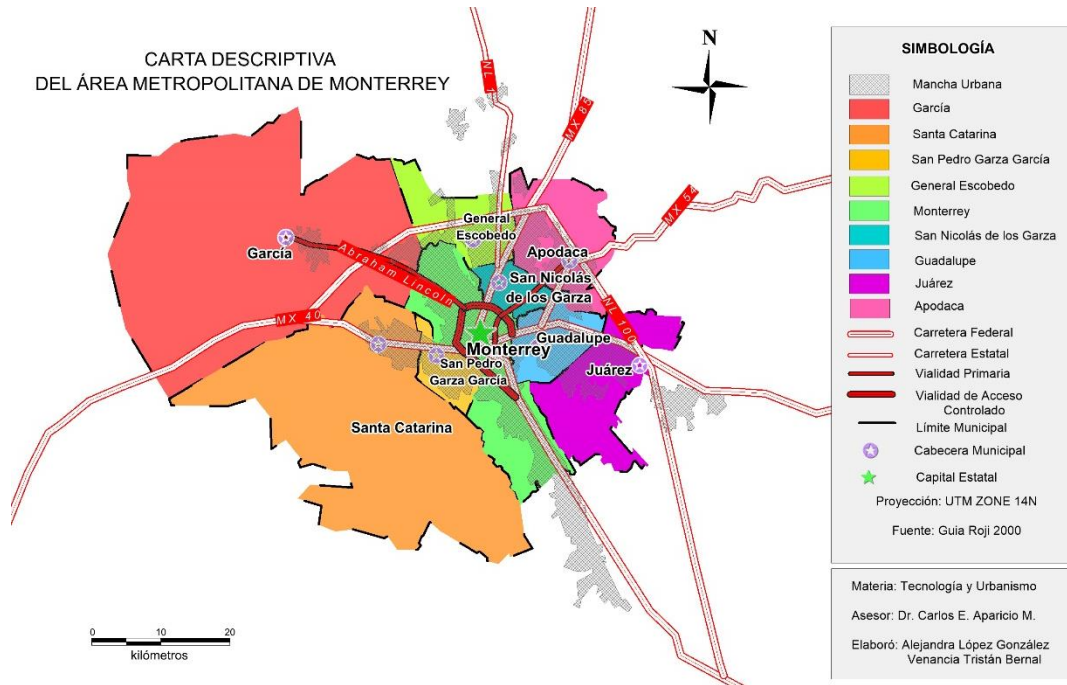 CARTA DESCRIPTIVA
DEL ÁREA METROPOLITANA DE MONTERREY
N
NL 1
MX 85
MX 54
General
Escobedo
García
Abraham Lincoln
Apodaca
San Nicolás
de los Garza
MX 40
NL 100
Guadalupe
Monterrey
San Pedro
Garza García
Juárez
Santa Catarina
0 10 20
kilómetros
SIMBOLOGÍA
Mancha Urbana
García
Santa Catarina
San Pedro Garza García
General Escobedo
Monterrey
San Nicolás de los Garza
Guadalupe
Juárez
Apodaca
Carretera Federal
Carretera Estatal
Vialidad Primaria
Vialidad de Acceso
Controlado
Límite Municipal
Cabecera Municipal
Capital Estatal
Proyección: UTM ZONE 14N
Fuente: Guia Roji 2000
Materia: Tecnología y Urbanismo
Asesor: Dr. Carlos E. Aparicio M.
Elaboró: Alejandra López González
Venancia Tristán Bernal